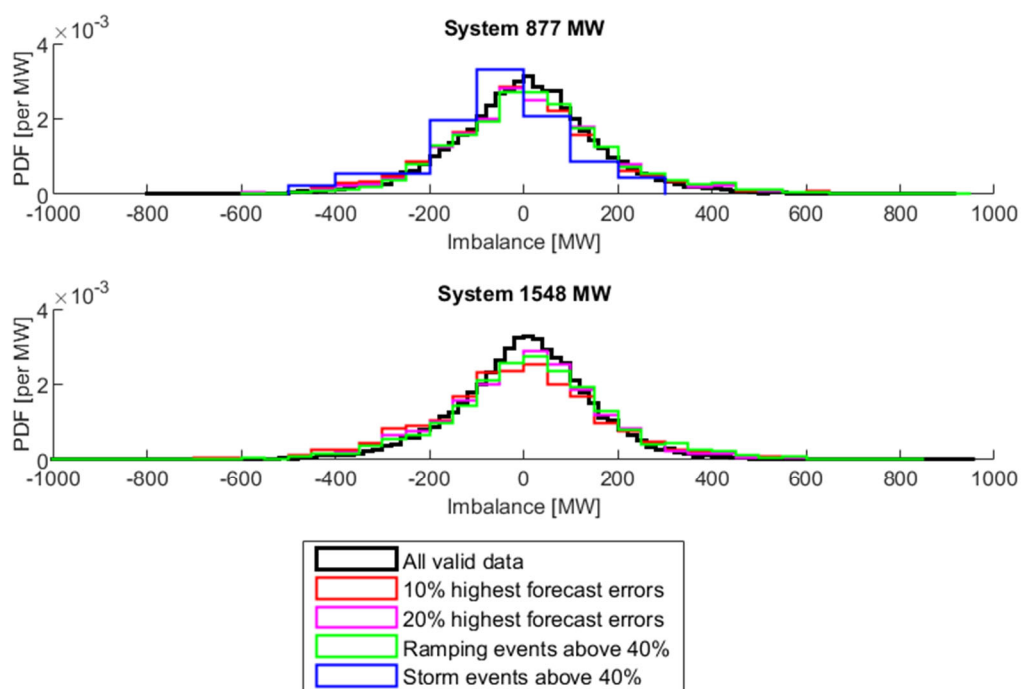 ×10⁻³
System 877 MW
4
2
0
PDF [per MW]
-1000 -800 -600 -400 -200 0 200 400 600 800 1000
Imbalance [MW]
×10⁻³
System 1548 MW
4
2
0
PDF [per MW]
-1000 -800 -600 -400 -200 0 200 400 600 800 1000
Imbalance [MW]
All valid data
10% highest forecast errors
20% highest forecast errors
Ramping events above 40%
Storm events above 40%